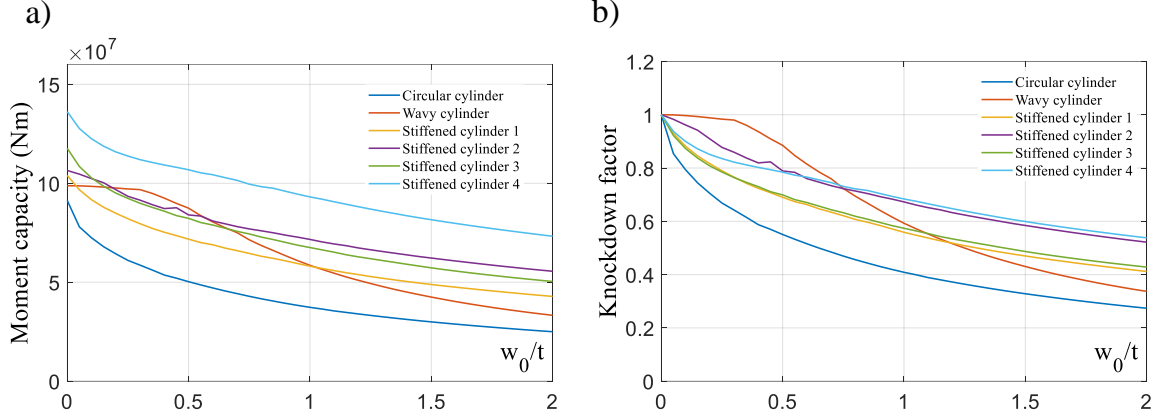 a)
×10⁷
15
10
5
0
Moment capacity (Nm)
Circular cylinder
Wavy cylinder
Stiffened cylinder 1
Stiffened cylinder 2
Stiffened cylinder 3
Stiffened cylinder 4
w₀/t
0
0.5
1
1.5
2
b)
1.2
1
0.8
0.6
0.4
0.2
0
Knockdown factor
Circular cylinder
Wavy cylinder
Stiffened cylinder 1
Stiffened cylinder 2
Stiffened cylinder 3
Stiffened cylinder 4
w₀/t
0
0.5
1
1.5
2